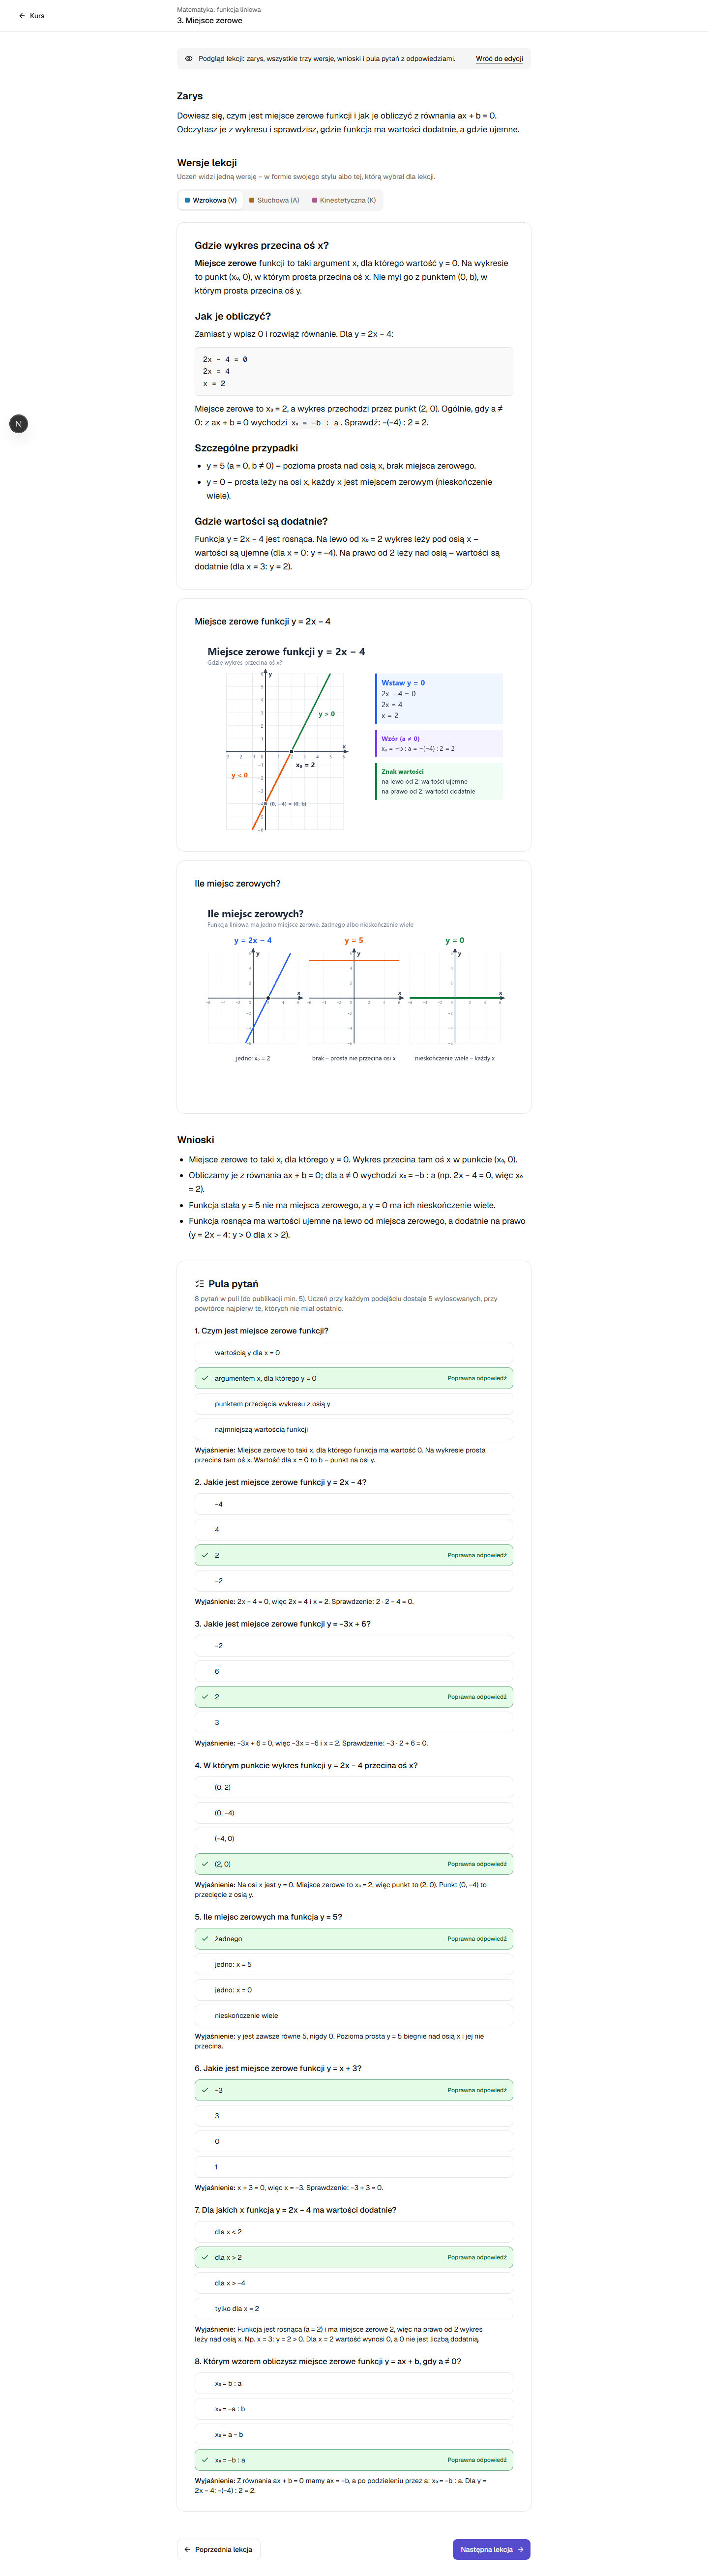 Kurs
Matematyka: funkcja liniowa
3. Miejsce zerowe
Podgląd lekcji: zarys, wszystkie trzy wersje, wnioski i pula pytań z odpowiedziami.
Wróć do edycji
Zarys
Dowiesz się, czym jest miejsce zerowe funkcji i jak je obliczyć z równania ax + b = 0.
Odczytasz je z wykresu i sprawdzisz, gdzie funkcja ma wartości dodatnie, a gdzie ujemne.
Wersje lekcji
Uczeń widzi jedną wersję – w formie swojego stylu albo tej, którą wybrał dla lekcji.
Wzrokowa (V)
Słuchowa (A)
Kinestetyczna (K)
Gdzie wykres przecina oś x?
Miejsce zerowe funkcji to taki argument x, dla którego wartość y = 0. Na wykresie
to punkt (x₀, 0), w którym prosta przecina oś x. Nie myl go z punktem (0, b), w
którym prosta przecina oś y.
Jak je obliczyć?
Zamiast y wpisz 0 i rozwiąż równanie. Dla y = 2x − 4:
2x − 4 = 0
2x = 4
x = 2
Miejsce zerowe to x₀ = 2, a wykres przechodzi przez punkt (2, 0). Ogólnie, gdy a ≠
0: z ax + b = 0 wychodzi x₀ = −b : a. Sprawdź: −(−4) : 2 = 2.
Szczególne przypadki
• y = 5 (a = 0, b ≠ 0) – pozioma prosta nad osią x, brak miejsca zerowego.
• y = 0 – prosta leży na osi x, każdy x jest miejscem zerowym (nieskończenie
wiele).
Gdzie wartości są dodatnie?
Funkcja y = 2x − 4 jest rosnąca. Na lewo od x₀ = 2 wykres leży pod osią x –
wartości są ujemne (dla x = 0: y = −4). Na prawo od 2 leży nad osią – wartości są
dodatnie (dla x = 3: y = 2).
Miejsce zerowe funkcji y = 2x − 4
Miejsce zerowe funkcji y = 2x − 4
Gdzie wykres przecina oś x?
y
x
y > 0
y < 0
x₀ = 2
(0, −4) = (0, b)
Wstaw y = 0
2x − 4 = 0
2x = 4
x = 2
Wzór (a ≠ 0)
x₀ = −b : a = −(−4) : 2 = 2
Znak wartości
na lewo od 2: wartości ujemne
na prawo od 2: wartości dodatnie
Ile miejsc zerowych?
Ile miejsc zerowych?
Funkcja liniowa ma jedno miejsce zerowe, żadnego albo nieskończenie wiele
y = 2x − 4
y = 5
y = 0
y
y
y
x
x
x
jedno: x₀ = 2
brak – prosta nie przecina osi x
nieskończenie wiele – każdy x
Wnioski
• Miejsce zerowe to taki x, dla którego y = 0. Wykres przecina tam oś x w punkcie (x₀, 0).
• Obliczamy je z równania ax + b = 0; dla a ≠ 0 wychodzi x₀ = −b : a (np. 2x − 4 = 0, więc x₀
= 2).
• Funkcja stała y = 5 nie ma miejsca zerowego, a y = 0 ma ich nieskończenie wiele.
• Funkcja rosnąca ma wartości ujemne na lewo od miejsca zerowego, a dodatnie na prawo
(y = 2x − 4: y > 0 dla x > 2).
Pula pytań
8 pytań w puli (do publikacji min. 5). Uczeń przy każdym podejściu dostaje 5 wylosowanych, przy
powtórce najpierw te, których nie miał ostatnio.
1. Czym jest miejsce zerowe funkcji?
wartością y dla x = 0
argumentem x, dla którego y = 0
Poprawna odpowiedź
punktem przecięcia wykresu z osią y
najmniejszą wartością funkcji
Wyjaśnienie: Miejsce zerowe to taki x, dla którego funkcja ma wartość 0. Na wykresie prosta
przecina tam oś x. Wartość dla x = 0 to b – punkt na osi y.
2. Jakie jest miejsce zerowe funkcji y = 2x − 4?
−4
4
2
Poprawna odpowiedź
−2
Wyjaśnienie: 2x − 4 = 0, więc 2x = 4 i x = 2. Sprawdzenie: 2 · 2 − 4 = 0.
3. Jakie jest miejsce zerowe funkcji y = −3x + 6?
−2
6
2
Poprawna odpowiedź
3
Wyjaśnienie: −3x + 6 = 0, więc −3x = −6 i x = 2. Sprawdzenie: −3 · 2 + 6 = 0.
4. W którym punkcie wykres funkcji y = 2x − 4 przecina oś x?
(0, 2)
(0, −4)
(−4, 0)
(2, 0)
Poprawna odpowiedź
Wyjaśnienie: Na osi x jest y = 0. Miejsce zerowe to x₀ = 2, więc punkt to (2, 0). Punkt (0, −4) to
przecięcie z osią y.
5. Ile miejsc zerowych ma funkcja y = 5?
żadnego
Poprawna odpowiedź
jedno: x = 5
jedno: x = 0
nieskończenie wiele
Wyjaśnienie: y jest zawsze równe 5, nigdy 0. Pozioma prosta y = 5 biegnie nad osią x i jej nie
przecina.
6. Jakie jest miejsce zerowe funkcji y = x + 3?
−3
Poprawna odpowiedź
3
0
1
Wyjaśnienie: x + 3 = 0, więc x = −3. Sprawdzenie: −3 + 3 = 0.
7. Dla jakich x funkcja y = 2x − 4 ma wartości dodatnie?
dla x < 2
dla x > 2
Poprawna odpowiedź
dla x > −4
tylko dla x = 2
Wyjaśnienie: Funkcja jest rosnąca (a = 2) i ma miejsce zerowe 2, więc na prawo od 2 wykres
leży nad osią x. Np. x = 3: y = 2 > 0. Dla x = 2 wartość wynosi 0, a 0 nie jest liczbą dodatnią.
8. Którym wzorem obliczysz miejsce zerowe funkcji y = ax + b, gdy a ≠ 0?
x₀ = b : a
x₀ = −a : b
x₀ = a − b
x₀ = −b : a
Poprawna odpowiedź
Wyjaśnienie: Z równania ax + b = 0 mamy ax = −b, a po podzieleniu przez a: x₀ = −b : a. Dla y =
2x − 4: −(−4) : 2 = 2.
Poprzednia lekcja
Następna lekcja